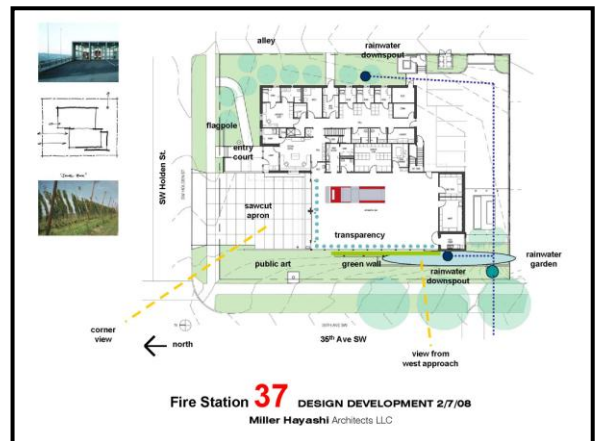 alley
rainwater
downspout
flagpole
entry
court
SW Holden St.
sawcut
apron
transparency
public art
green wall
rainwater
downspout
rainwater
garden
corner
view
north
35th Ave SW
view from
west approach
Fire Station 37 DESIGN DEVELOPMENT 2/7/08
Miller Hayashi Architects LLC